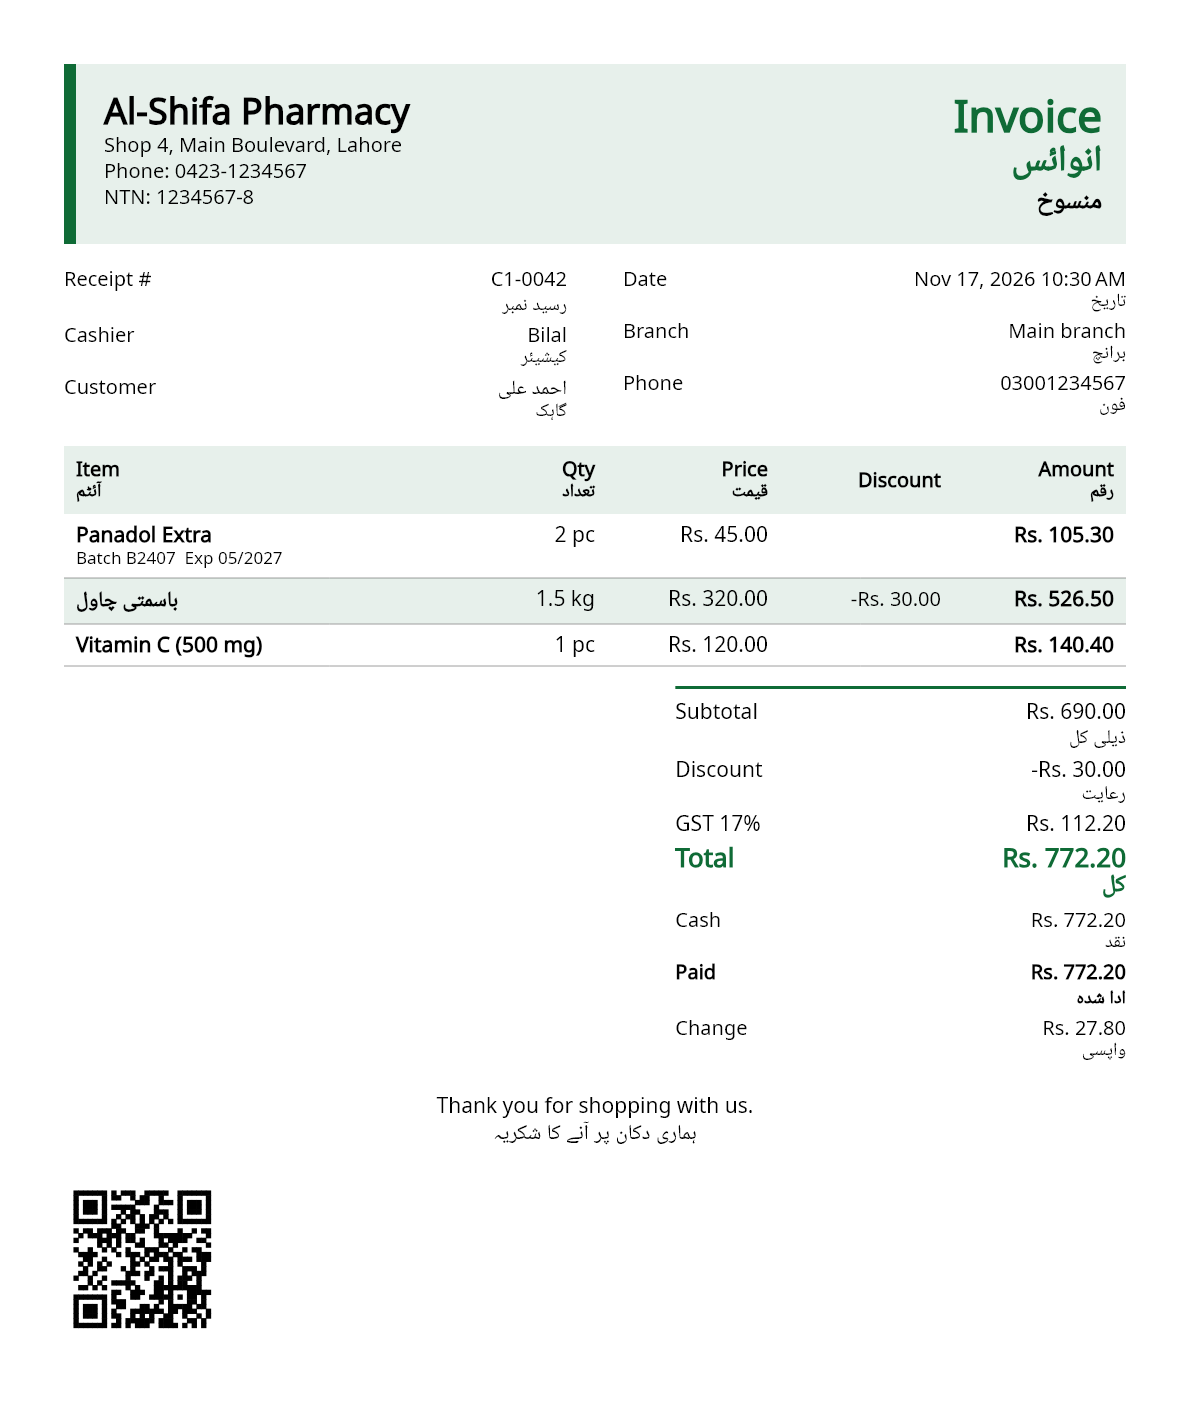 Al-Shifa Pharmacy
Shop 4, Main Boulevard, Lahore
Phone: 0423-1234567
NTN: 1234567-8
Invoice
انوائس
منسوخ
Receipt # C1-0042
رسید نمبر
Cashier Bilal
کیشیئر
Customer احمد علی
گاہک
Date Nov 17, 2026 10:30 AM
تاریخ
Branch Main branch
برانچ
Phone 03001234567
فون
Item Qty Price Discount Amount
آئٹم تعداد قیمت رقم
Panadol Extra 2 pc Rs. 45.00 Rs. 105.30
Batch B2407 Exp 05/2027
باسمتی چاول 1.5 kg Rs. 320.00 -Rs. 30.00 Rs. 526.50
Vitamin C (500 mg) 1 pc Rs. 120.00 Rs. 140.40
Subtotal Rs. 690.00
ذیلی کل
Discount -Rs. 30.00
رعایت
GST 17% Rs. 112.20
Total Rs. 772.20
کل
Cash Rs. 772.20
نقد
Paid Rs. 772.20
ادا شدہ
Change Rs. 27.80
واپسی
Thank you for shopping with us.
ہماری دکان پر آنے کا شکریہ